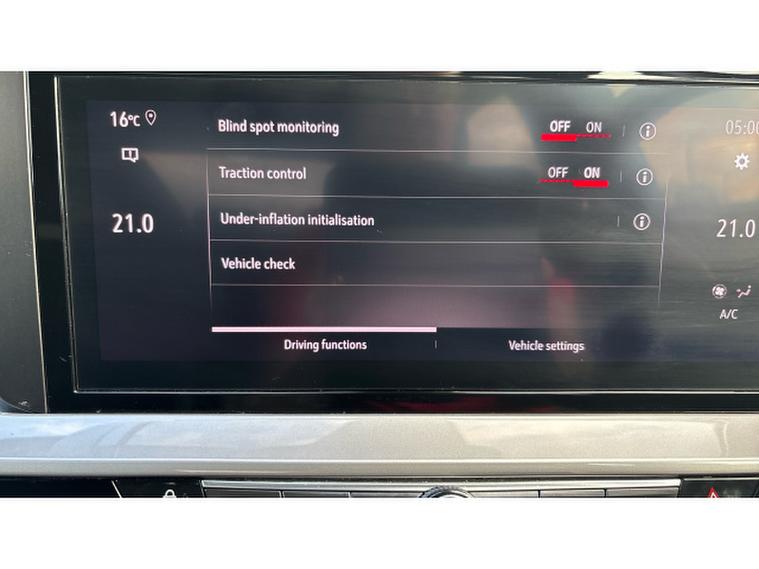 16°C
Blind spot monitoring OFF ON
05:00
Traction control OFF ON
21.0
Under-inflation initialisation
21.0
Vehicle check
A/C
Driving functions
Vehicle settings